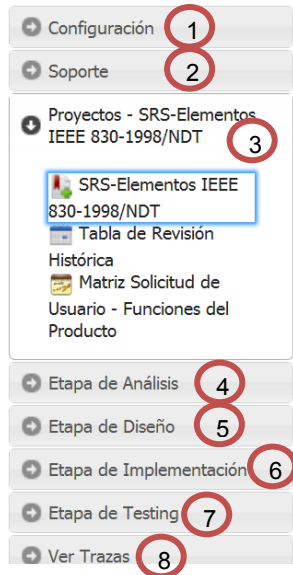 Configuración 1
Soporte 2
Proyectos - SRS-Elementos
IEEE 830-1998/NDT 3
SRS-Elementos IEEE
830-1998/NDT
Tabla de Revisión
Histórica
Matriz Solicitud de
Usuario - Funciones del
Producto
Etapa de Análisis 4
Etapa de Diseño 5
Etapa de Implementación 6
Etapa de Testing 7
Ver Trazas 8